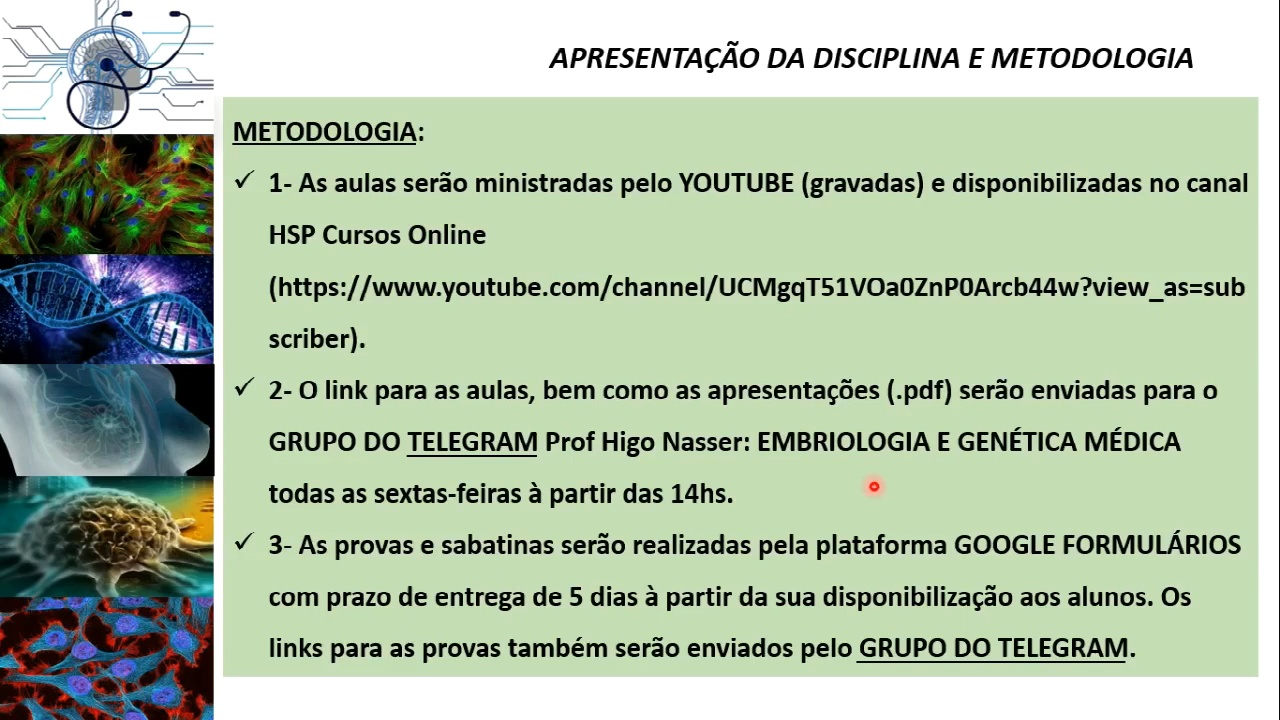 APRESENTAÇÃO DA DISCIPLINA E METODOLOGIA
METODOLOGIA:
✓ 1- As aulas serão ministradas pelo YOUTUBE (gravadas) e disponibilizadas no canal
HSP Cursos Online
(https://www.youtube.com/channel/UCMgqT51VOa0ZnP0Arcb44w?view_as=sub
scriber).
✓ 2- O link para as aulas, bem como as apresentações (.pdf) serão enviadas para o
GRUPO DO TELEGRAM Prof Higo Nasser: EMBRIOLOGIA E GENÉTICA MÉDICA
todas as sextas-feiras à partir das 14hs.
✓ 3- As provas e sabatinas serão realizadas pela plataforma GOOGLE FORMULÁRIOS
com prazo de entrega de 5 dias à partir da sua disponibilização aos alunos. Os
links para as provas também serão enviados pelo GRUPO DO TELEGRAM.